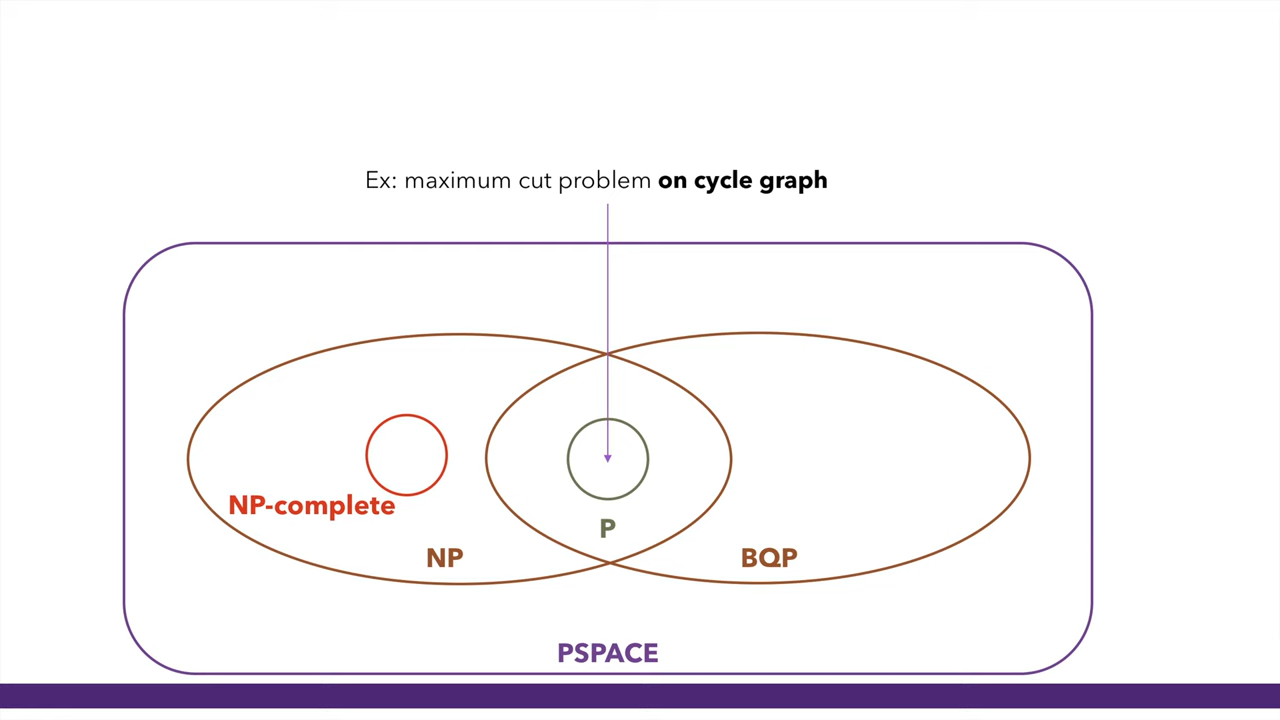 Ex: maximum cut problem on cycle graph
NP-complete
P
NP
BQP
PSPACE